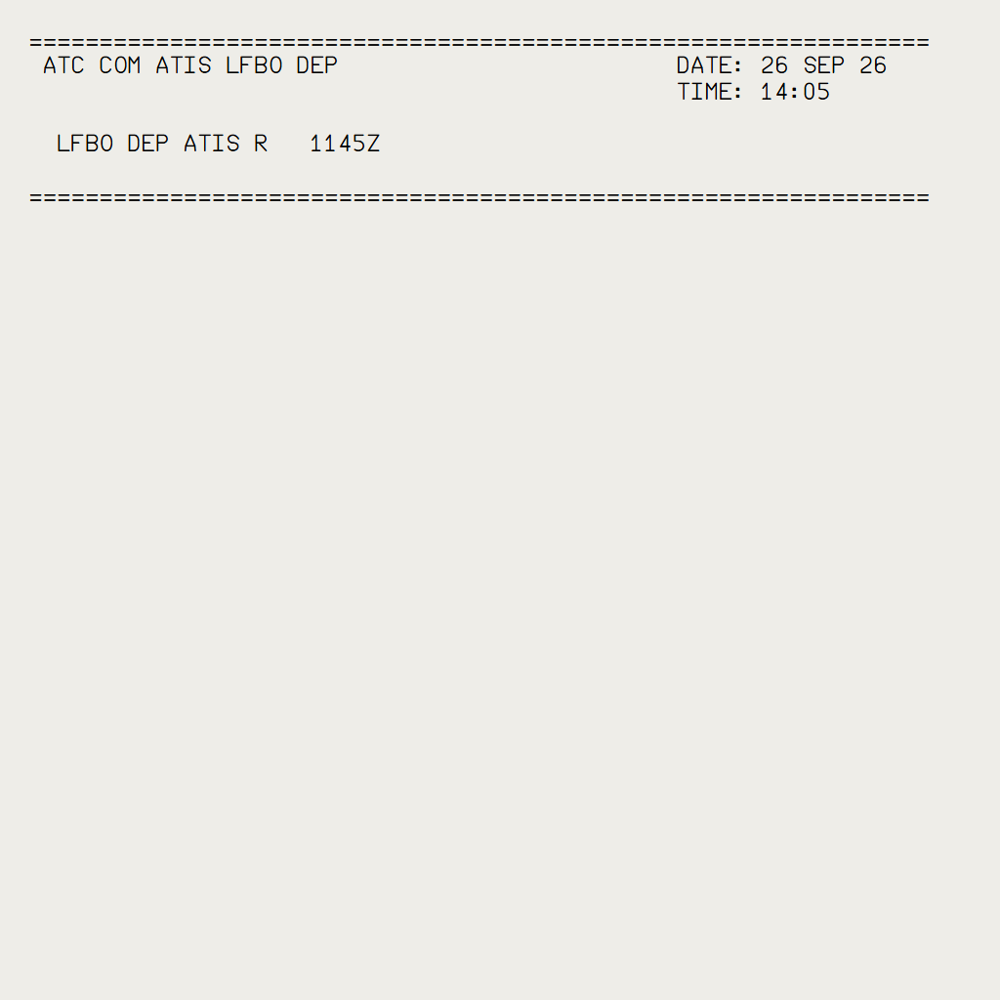 ================================================================
ATC COM ATIS LFBO DEP                        DATE: 26 SEP 26
TIME: 14:05
LFBO DEP ATIS R   1145Z
================================================================